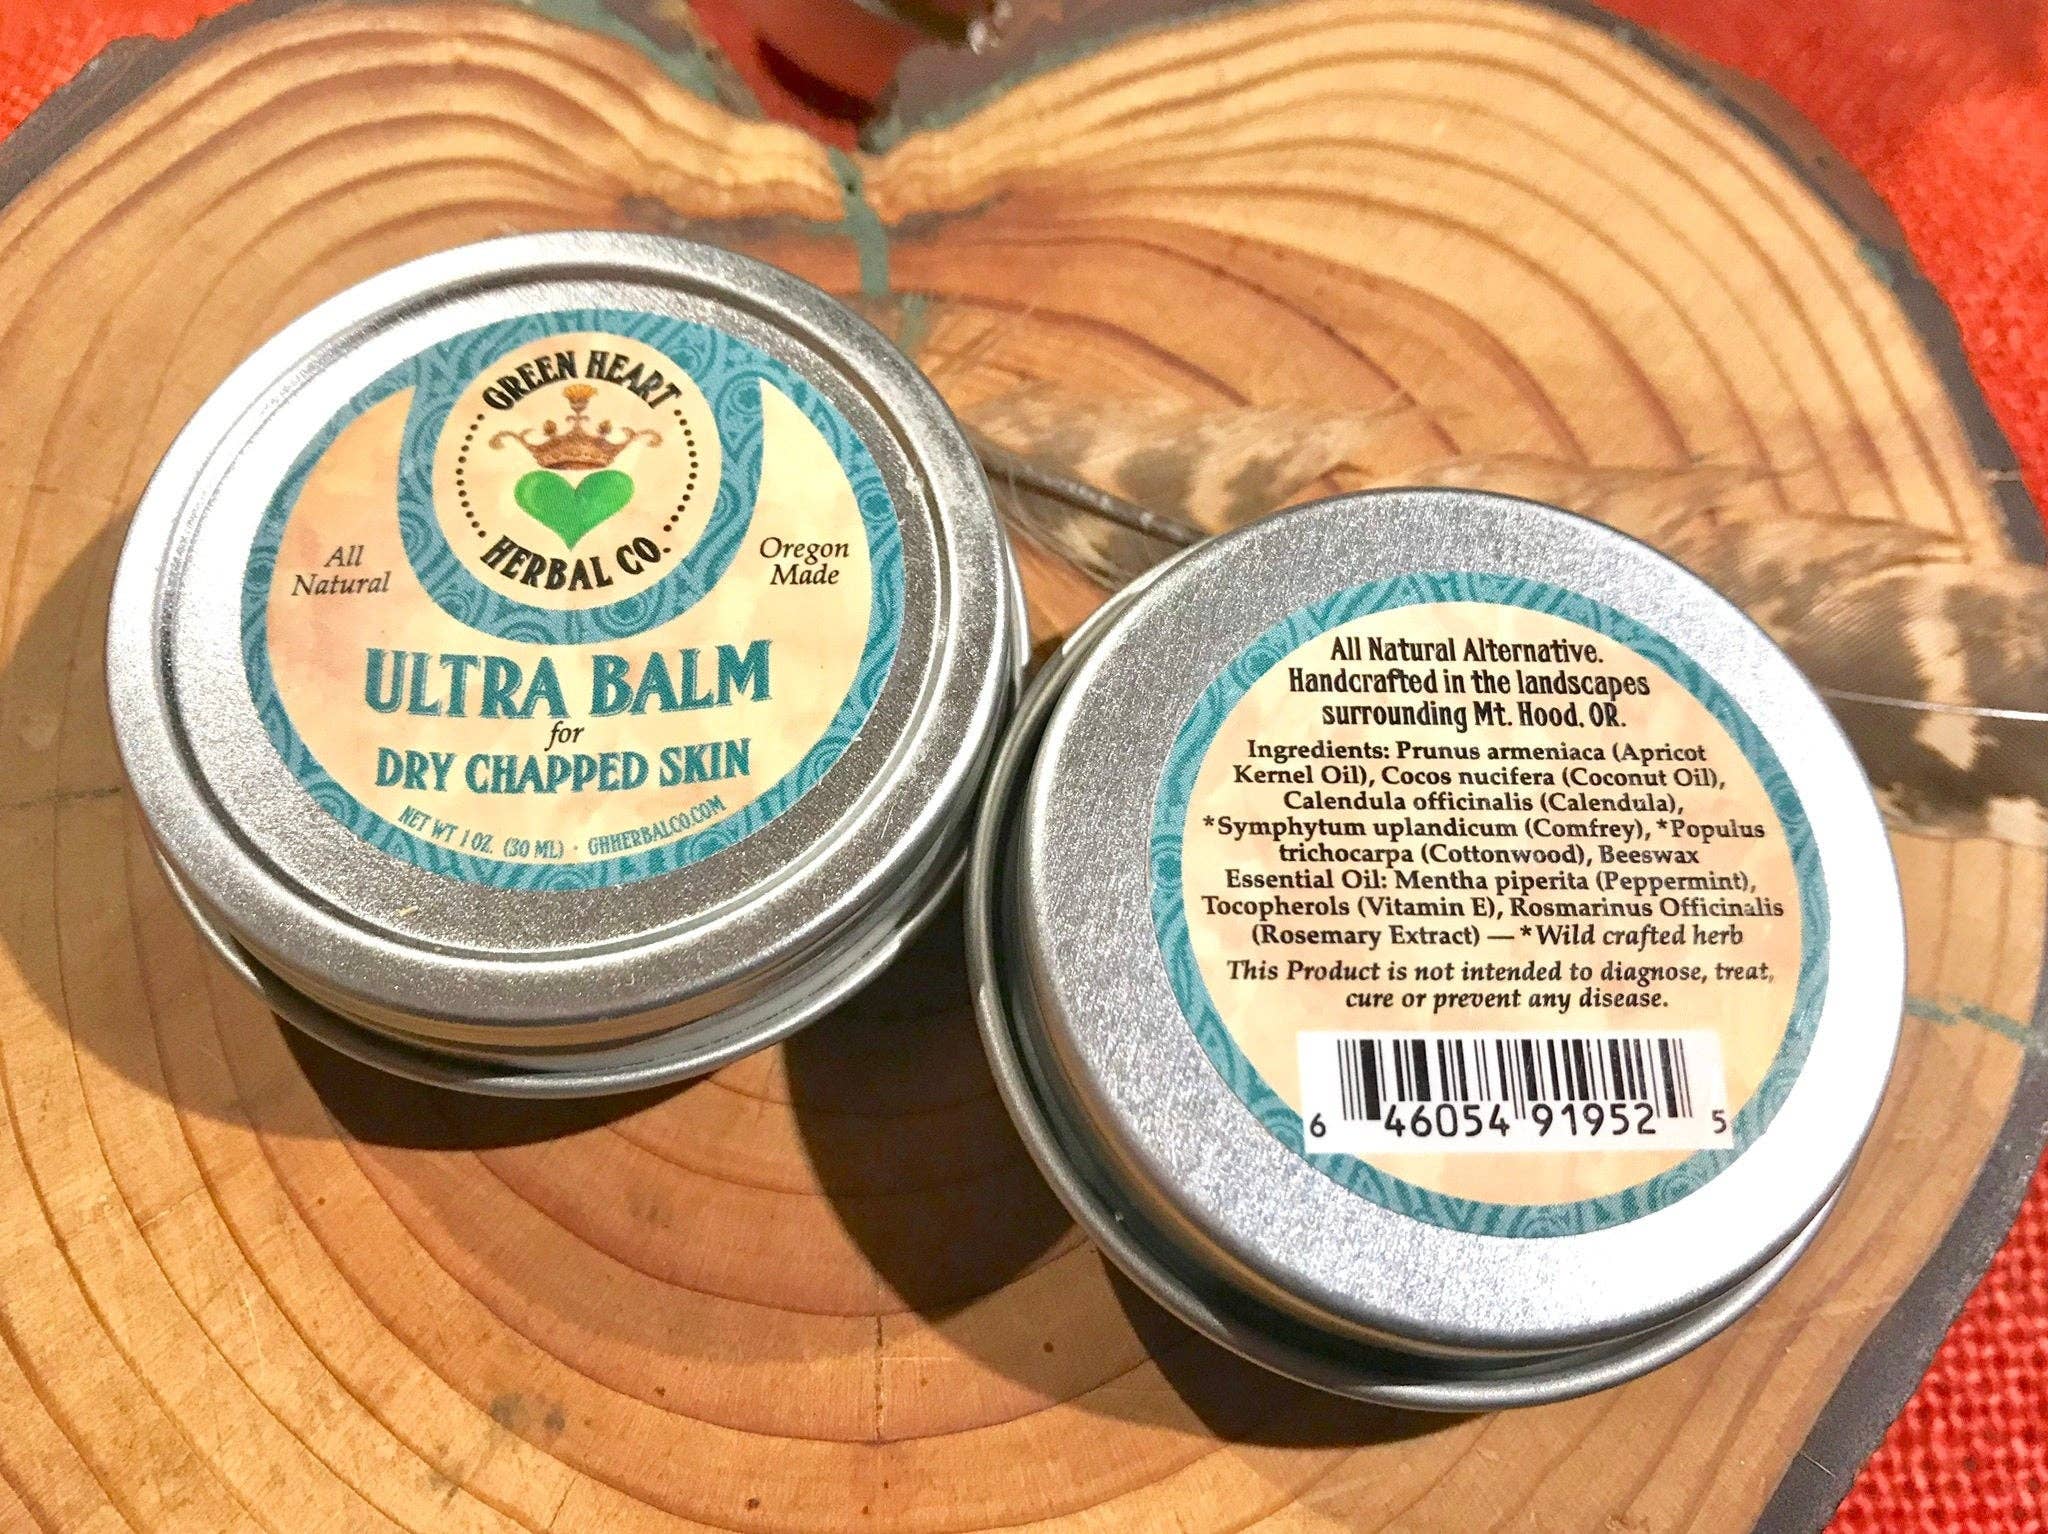 GREEN HEART
HERBAL CO.
All
Natural
Oregon
Made
ULTRA BALM
for
DRY CHAPPED SKIN
NET WT 1 OZ. (30 ML) · GHHERBALCO.COM
All Natural Alternative.
Handcrafted in the landscapes
surrounding Mt. Hood, OR.
Ingredients: Prunus armeniaca (Apricot
Kernel Oil), Cocos nucifera (Coconut Oil),
Calendula officinalis (Calendula),
*Symphytum uplandicum (Comfrey), *Populus
trichocarpa (Cottonwood), Beeswax
Essential Oil: Mentha piperita (Peppermint),
Tocopherols (Vitamin E), Rosmarinus Officinalis
(Rosemary Extract) — *Wild crafted herb
This Product is not intended to diagnose, treat,
cure or prevent any disease.
6 46054 91952 5